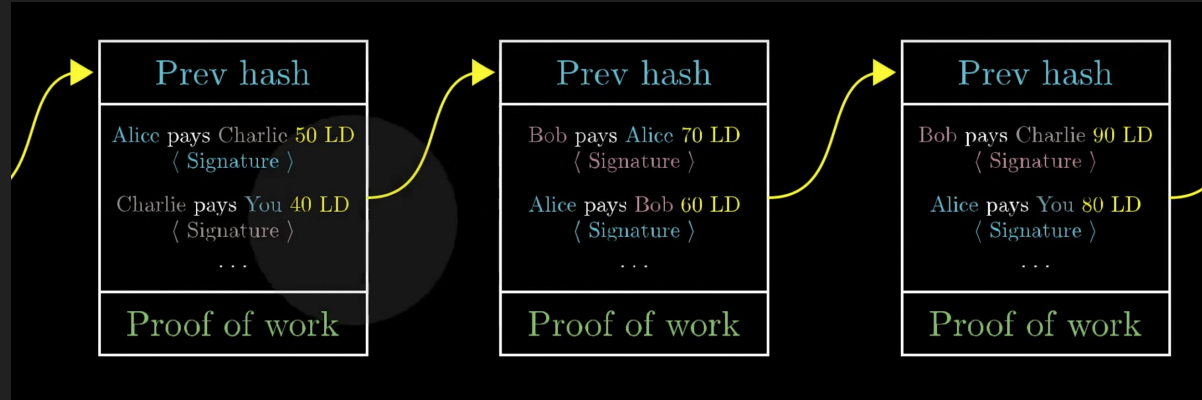 Prev hash
Alice pays Charlie 50 LD
⟨ Signature ⟩
Charlie pays You 40 LD
⟨ Signature ⟩
...
Proof of work
Prev hash
Bob pays Alice 70 LD
⟨ Signature ⟩
Alice pays Bob 60 LD
⟨ Signature ⟩
...
Proof of work
Prev hash
Bob pays Charlie 90 LD
⟨ Signature ⟩
Alice pays You 80 LD
⟨ Signature ⟩
...
Proof of work